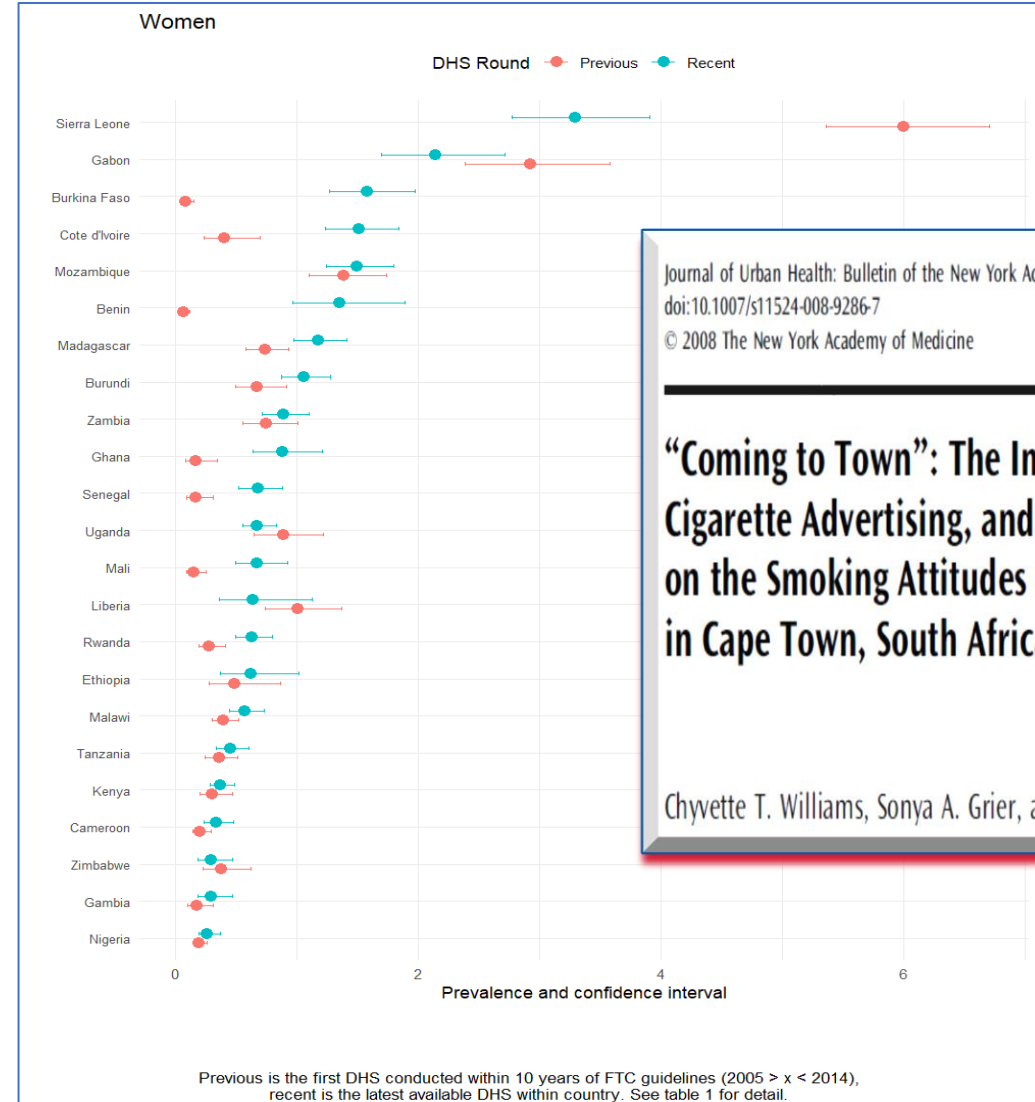 Women
DHS Round Previous Recent
Sierra Leone
Gabon
Burkina Faso
Cote d'Ivoire
Mozambique
Benin
Madagascar
Burundi
Zambia
Ghana
Senegal
Uganda
Mali
Liberia
Rwanda
Ethiopia
Malawi
Tanzania
Kenya
Cameroon
Zimbabwe
Gambia
Nigeria
0 2 4 6
Prevalence and confidence interval
Previous is the first DHS conducted within 10 years of FTC guidelines (2005 > x < 2014),
recent is the latest available DHS within country. See table 1 for detail.
Journal of Urban Health: Bulletin of the New York
doi:10.1007/s11524-008-9286-7
© 2008 The New York Academy of Medicine
“Coming to Town”: The
Cigarette Advertising, and
on the Smoking Attitudes
in Cape Town, South
Chyvette T. Williams, Sonya A. Grier,